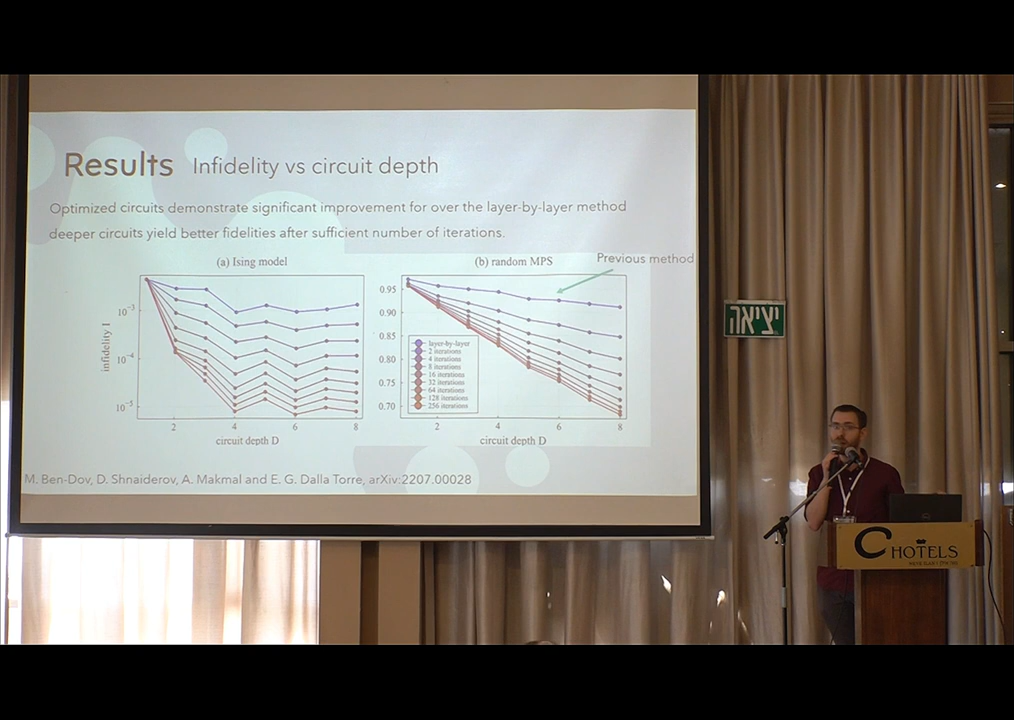 Results Infidelity vs circuit depth
Optimized circuits demonstrate significant improvement for over the layer-by-layer method
deeper circuits yield better fidelities after sufficient number of iterations.
(a) Ising model
(b) random MPS
Previous method
infidelity I
10⁻³
10⁻⁴
10⁻⁵
2
4
6
8
circuit depth D
0.95
0.90
0.85
0.80
0.75
0.70
layer-by-layer
2 iterations
4 iterations
8 iterations
16 iterations
32 iterations
64 iterations
128 iterations
256 iterations
2
4
6
8
circuit depth D
M. Ben-Dov, D. Shnaiderov, A. Makmal and E. G. Dalla Torre, arXiv:2207.00028
יציאה
C HOTELS